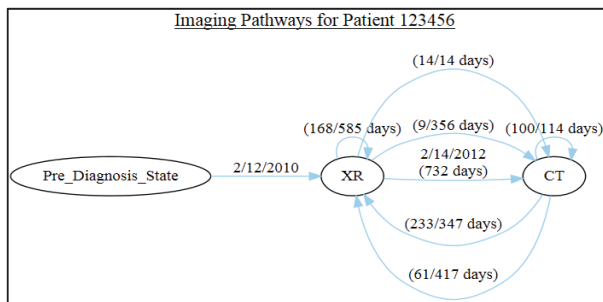 Imaging Pathways for Patient 123456
(14/14 days)
(168/585 days)
(9/356 days)
(100/114 days)
Pre_Diagnosis_State
2/12/2010
XR
2/14/2012
(732 days)
CT
(233/347 days)
(61/417 days)